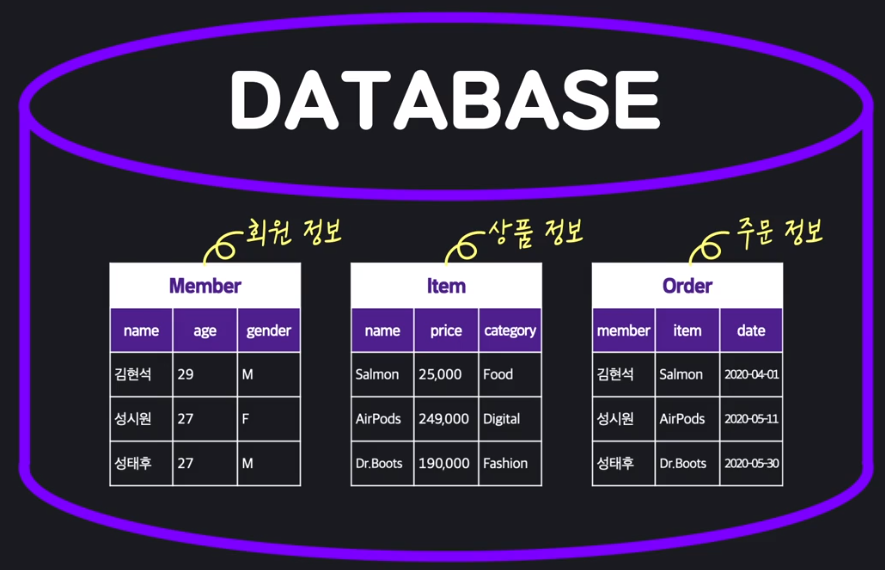 DATABASE
회원 정보
상품 정보
주문 정보
Member
name age gender
김현석 29 M
성시원 27 F
성태후 27 M
Item
name price category
Salmon 25,000 Food
AirPods 249,000 Digital
Dr.Boots 190,000 Fashion
Order
member item date
김현석 Salmon 2020-04-01
성시원 AirPods 2020-05-11
성태후 Dr.Boots 2020-05-30